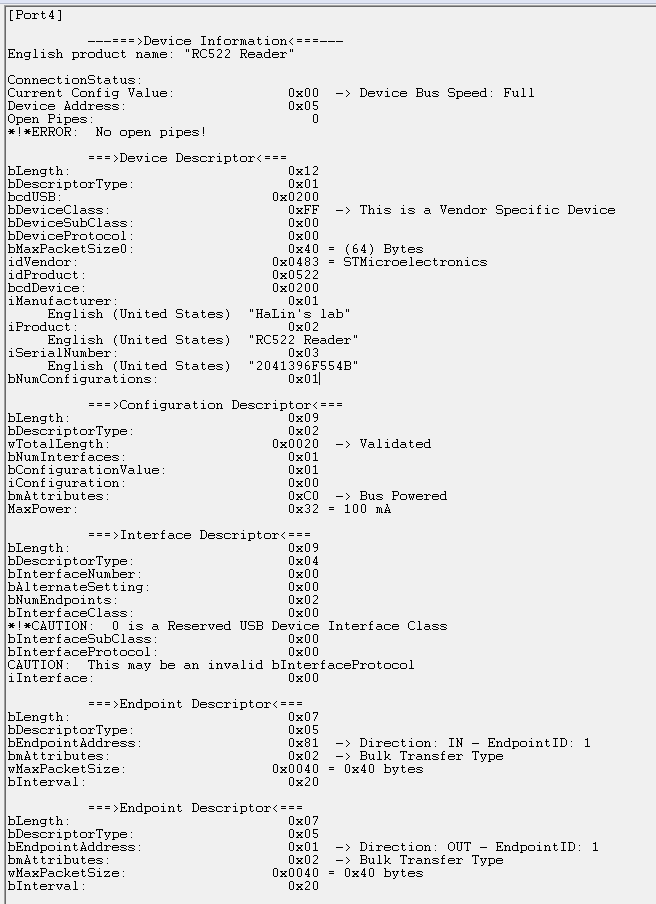 [Port4]
---===>Device Information<===---
English product name: "RC522 Reader"
ConnectionStatus:
Current Config Value: 0x00 -> Device Bus Speed: Full
Device Address: 0x05
Open Pipes: 0
*!*ERROR: No open pipes!
===>Device Descriptor<===
bLength: 0x12
bDescriptorType: 0x01
bcdUSB: 0x0200
bDeviceClass: 0xFF -> This is a Vendor Specific Device
bDeviceSubClass: 0x00
bDeviceProtocol: 0x00
bMaxPacketSize0: 0x40 = (64) Bytes
idVendor: 0x0483 = STMicroelectronics
idProduct: 0x0522
bcdDevice: 0x0200
iManufacturer: 0x01
English (United States) "HaLin's lab"
iProduct: 0x02
English (United States) "RC522 Reader"
iSerialNumber: 0x03
English (United States) "2041396F554B"
bNumConfigurations: 0x01
===>Configuration Descriptor<===
bLength: 0x09
bDescriptorType: 0x02
wTotalLength: 0x0020 -> Validated
bNumInterfaces: 0x01
bConfigurationValue: 0x01
iConfiguration: 0x00
bmAttributes: 0xC0 -> Bus Powered
MaxPower: 0x32 = 100 mA
===>Interface Descriptor<===
bLength: 0x09
bDescriptorType: 0x04
bInterfaceNumber: 0x00
bAlternateSetting: 0x00
bNumEndpoints: 0x02
bInterfaceClass: 0x00
*!*CAUTION: 0 is a Reserved USB Device Interface Class
bInterfaceSubClass: 0x00
bInterfaceProtocol: 0x00
CAUTION: This may be an invalid bInterfaceProtocol
iInterface: 0x00
===>Endpoint Descriptor<===
bLength: 0x07
bDescriptorType: 0x05
bEndpointAddress: 0x81 -> Direction: IN - EndpointID: 1
bmAttributes: 0x02 -> Bulk Transfer Type
wMaxPacketSize: 0x0040 = 0x40 bytes
bInterval: 0x20
===>Endpoint Descriptor<===
bLength: 0x07
bDescriptorType: 0x05
bEndpointAddress: 0x01 -> Direction: OUT - EndpointID: 1
bmAttributes: 0x02 -> Bulk Transfer Type
wMaxPacketSize: 0x0040 = 0x40 bytes
bInterval: 0x20